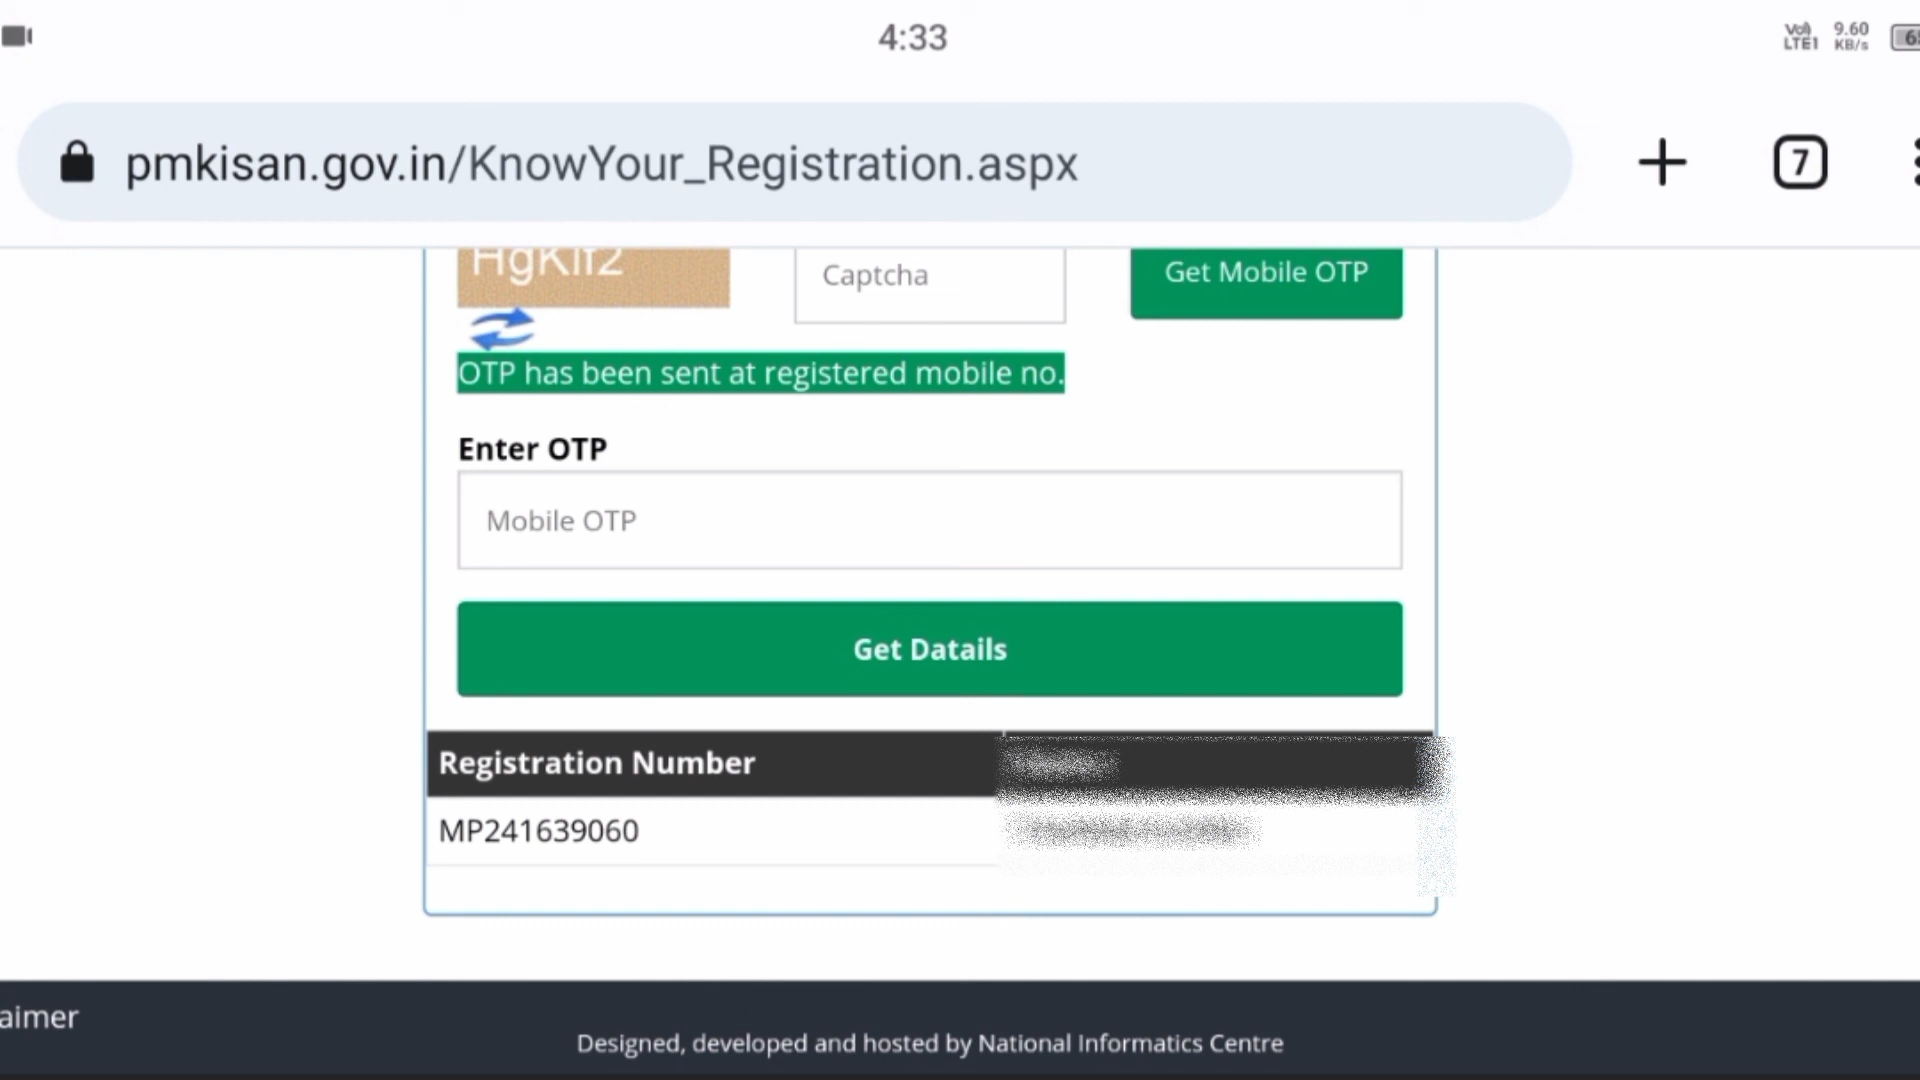 4:33
Vo) LTE1 9.60 KB/s
pmkisan.gov.in/KnowYour_Registration.aspx
7
Captcha
Get Mobile OTP
OTP has been sent at registered mobile no.
Enter OTP
Mobile OTP
Get Datails
Registration Number
MP241639060
aimer
Designed, developed and hosted by National Informatics Centre